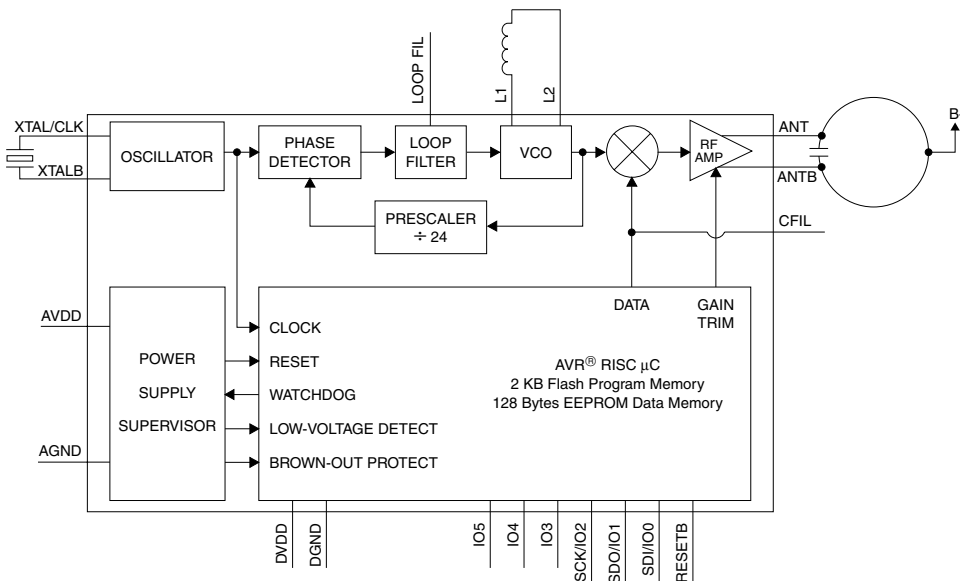 LOOP FIL
L1
L2
XTAL/CLK
XTALB
OSCILLATOR
PHASE
DETECTOR
LOOP
FILTER
VCO
RF
AMP
ANT
ANTB
B
PRESCALER
÷ 24
CFIL
DATA
GAIN
TRIM
AVDD
AGND
POWER
SUPPLY
SUPERVISOR
CLOCK
RESET
WATCHDOG
LOW-VOLTAGE DETECT
BROWN-OUT PROTECT
AVR® RISC µC
2 KB Flash Program Memory
128 Bytes EEPROM Data Memory
DVDD
DGND
IO5
IO4
IO3
SCK/IO2
SDO/IO1
SDI/IO0
RESETB